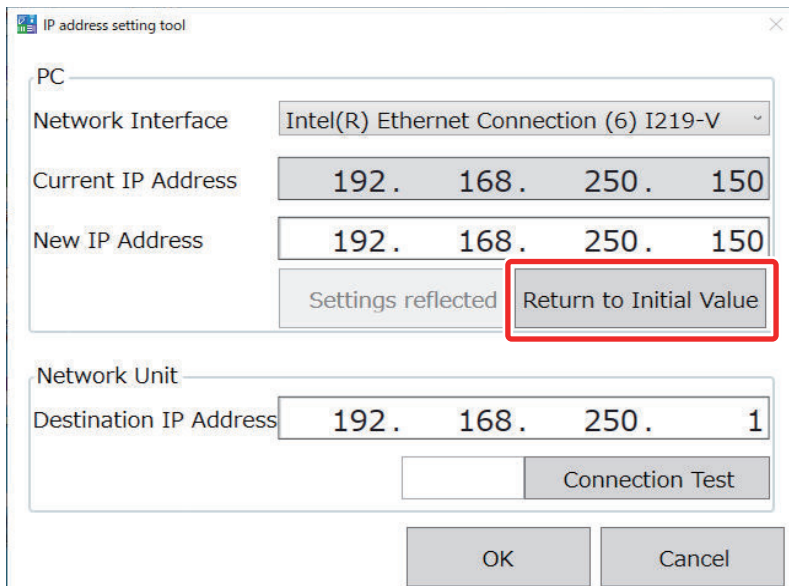 IP address setting tool
PC
Network Interface Intel(R) Ethernet Connection (6) I219-V
Current IP Address 192. 168. 250. 150
New IP Address 192. 168. 250. 150
Settings reflected Return to Initial Value
Network Unit
Destination IP Address 192. 168. 250. 1
Connection Test
OK Cancel